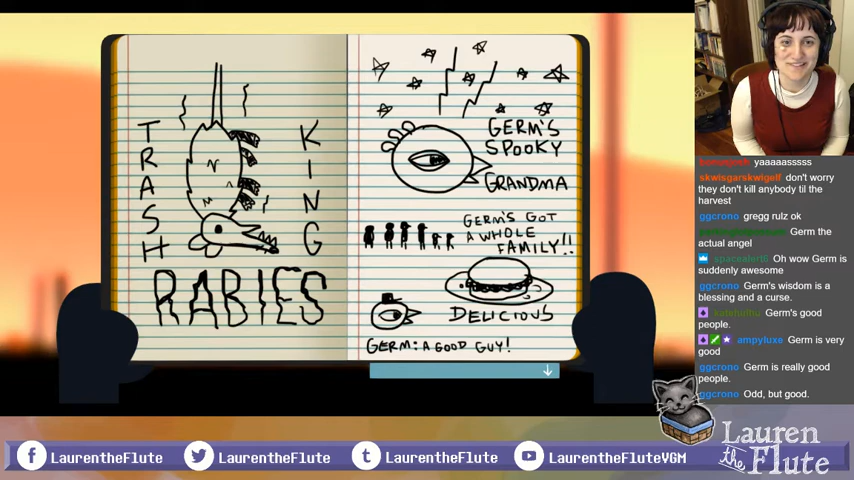 TRASH
KING
RABIES
GERM'S
SPOOKY
GRANDMA
GERM'S GOT
A WHOLE
FAMILY!!
DELICIOUS
GERM: A GOOD GUY!
yaaaaasssss
skwisgarskwigelf don't worry
they don't kill anybody til the
harvest
ggcrono gregg rulz ok
Germ the
actual angel
Oh wow Germ is
suddenly awesome
ggcrono Germ's wisdom is a
blessing and a curse.
Germ's good
people.
ampyluxe Germ is very
good
ggcrono Germ is really good
people.
ggcrono Odd, but good.
Lauren
the Flute
LaurentheFlute
LaurentheFlute
LaurentheFlute
LaurentheFluteVGM